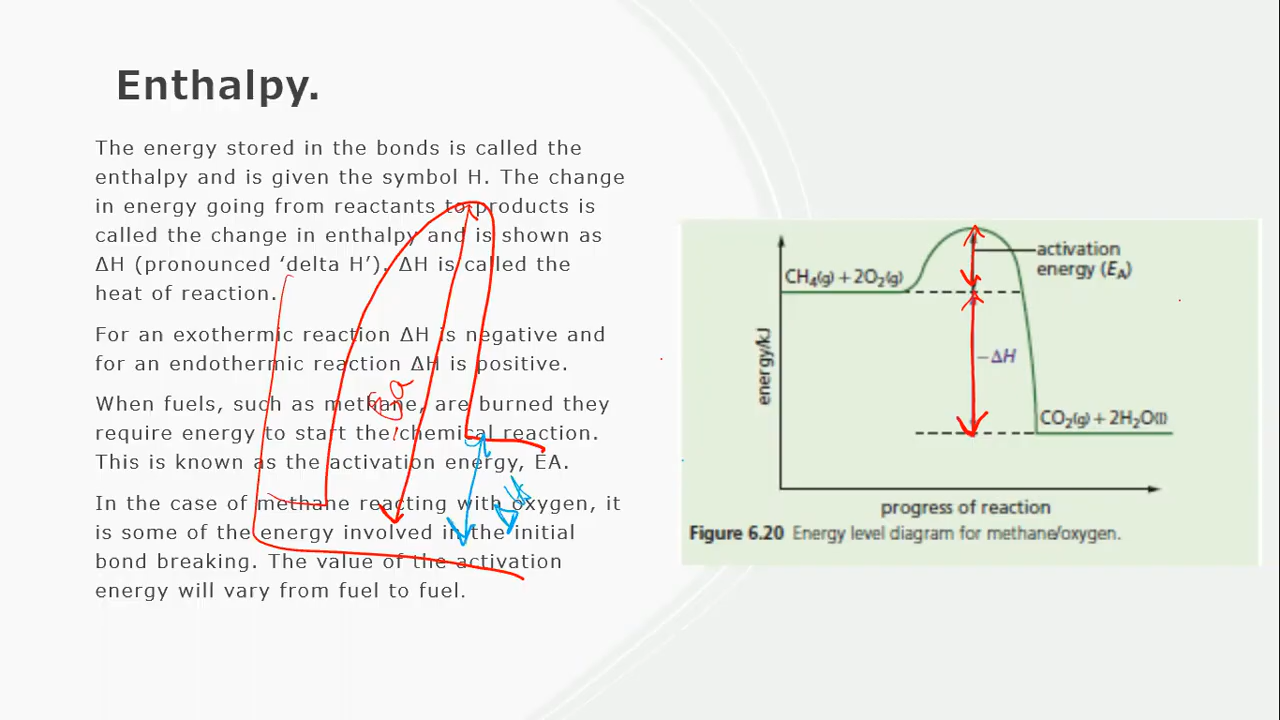 Enthalpy.
The energy stored in the bonds is called the
enthalpy and is given the symbol H. The change
in energy going from reactants to products is
called the change in enthalpy and is shown as
ΔH (pronounced ‘delta H’). ΔH is called the
heat of reaction.
For an exothermic reaction ΔH is negative and
for an endothermic reaction ΔH is positive.
When fuels, such as methane, are burned they
require energy to start the chemical reaction.
This is known as the activation energy, EA.
In the case of methane reacting with oxygen, it
is some of the energy involved in the initial
bond breaking. The value of the activation
energy will vary from fuel to fuel.
Ea
ΔH
activation
energy (EA)
CH4(g) + 2O2(g)
−ΔH
energy/kJ
CO2(g) + 2H2O(l)
progress of reaction
Figure 6.20 Energy level diagram for methane/oxygen.